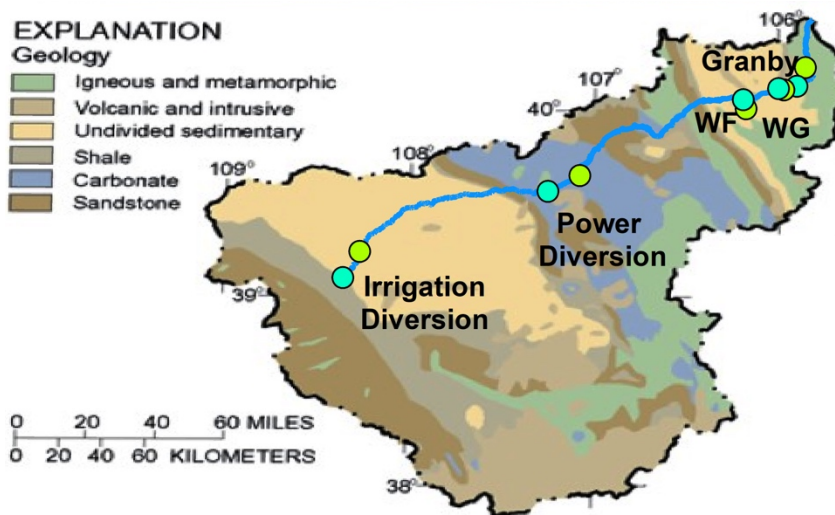 EXPLANATION
Geology
Igneous and metamorphic
Volcanic and intrusive
Undivided sedimentary
Shale
Carbonate
Sandstone
106°
Granby
107
40°
WF
WG
109°
108
Power
Diversion
39°
Irrigation
Diversion
0 20 40 60 MILES
0 20 40 60 KILOMETERS
38°